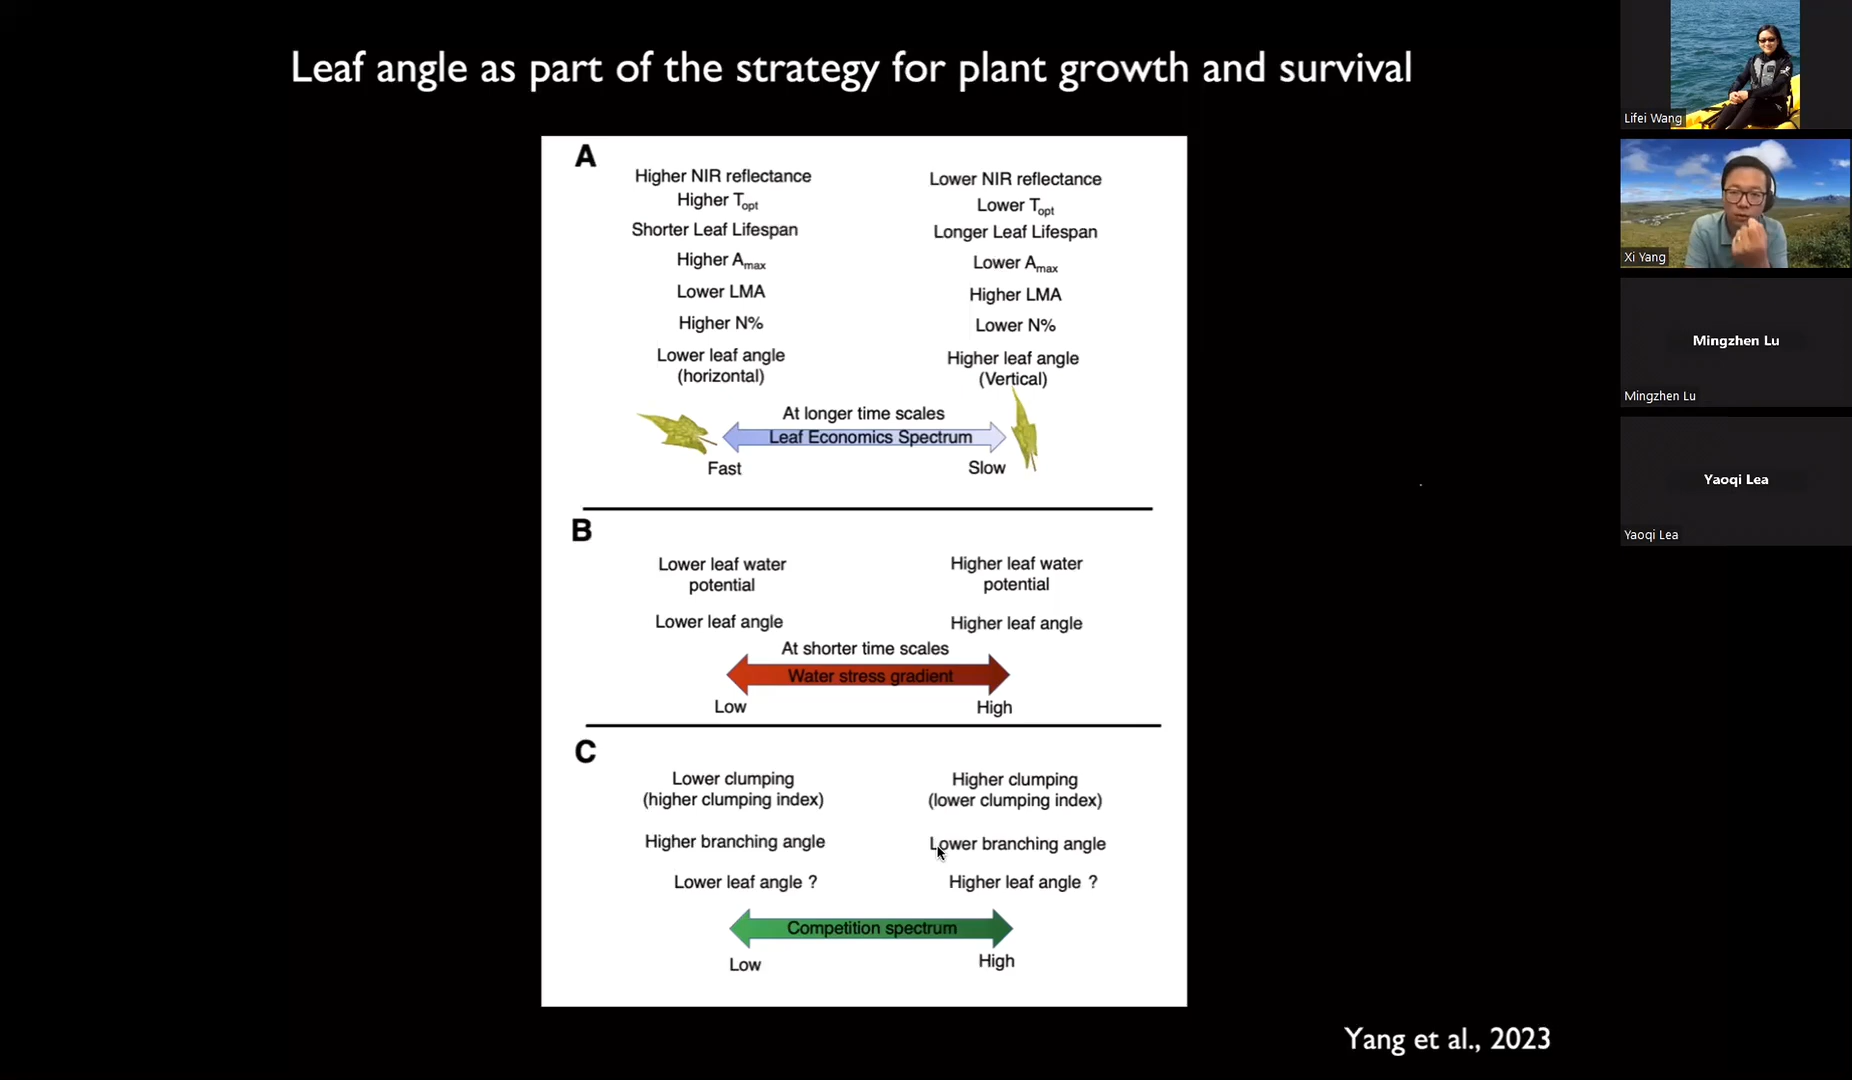 Leaf angle as part of the strategy for plant growth and survival
A
Higher NIR reflectance
Higher Topt
Shorter Leaf Lifespan
Higher Amax
Lower LMA
Higher N%
Lower leaf angle
(horizontal)
Lower NIR reflectance
Lower Topt
Longer Leaf Lifespan
Lower Amax
Higher LMA
Lower N%
Higher leaf angle
(Vertical)
At longer time scales
Leaf Economics Spectrum
Fast
Slow
B
Lower leaf water
potential
Lower leaf angle
Higher leaf water
potential
Higher leaf angle
At shorter time scales
Water stress gradient
Low
High
C
Lower clumping
(higher clumping index)
Higher branching angle
Lower leaf angle ?
Higher clumping
(lower clumping index)
Lower branching angle
Higher leaf angle ?
Competition spectrum
Low
High
Yang et al., 2023
Lifei Wang
Xi Yang
Mingzhen Lu
Mingzhen Lu
Yaoqi Lea
Yaoqi Lea